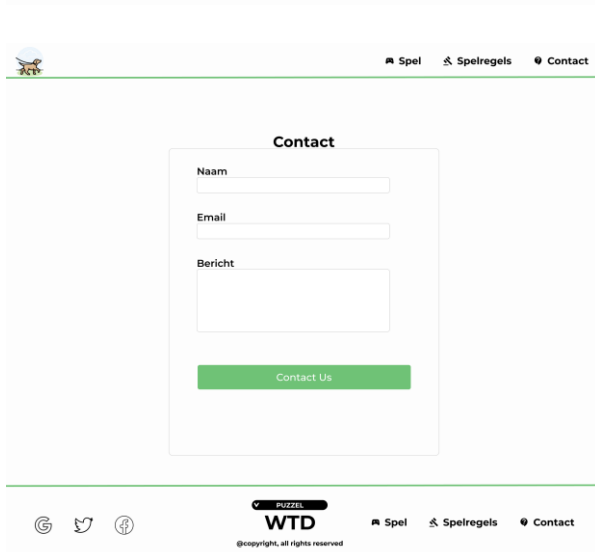 Spel Spelregels Contact
Contact
Naam
Email
Bericht
Contact Us
PUZZEL
WTD
Spel Spelregels Contact
@copyright, all rights reserved